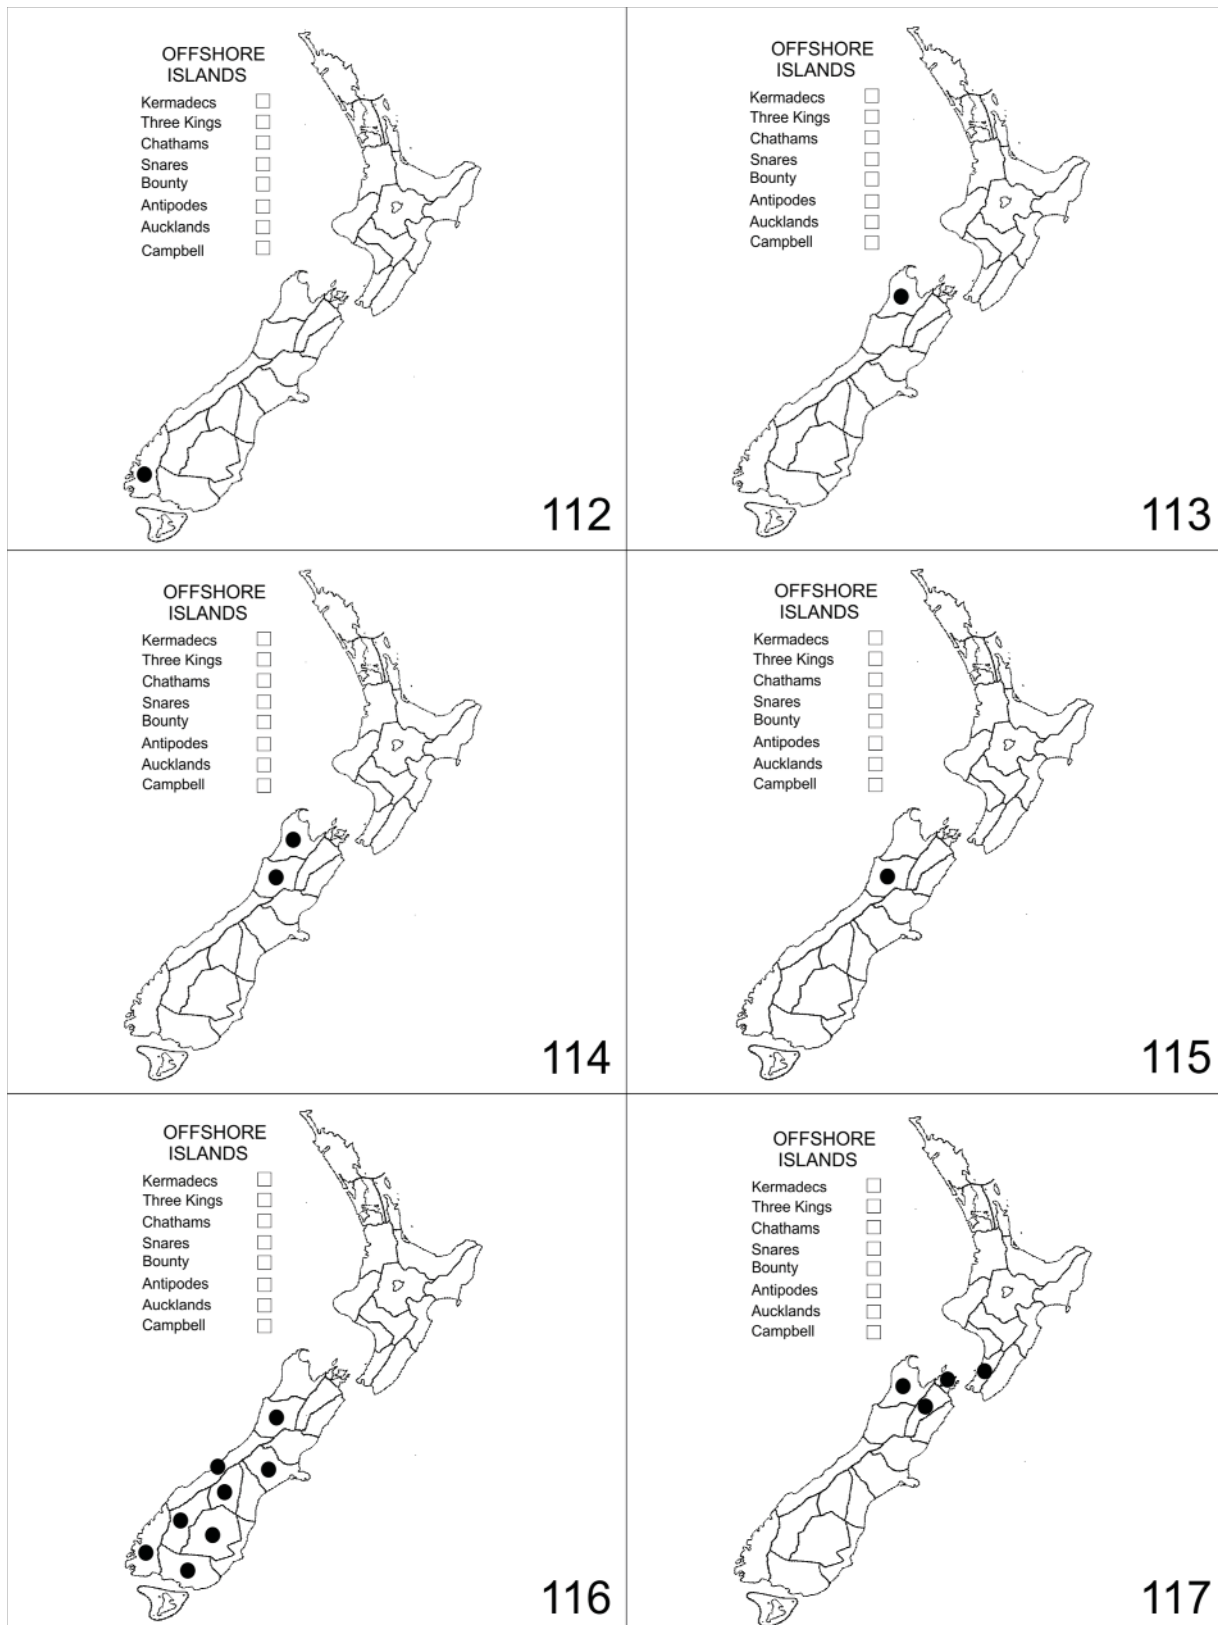 OFFSHORE
ISLANDS
Kermadecs
Three Kings
Chathams
Snares
Bounty
Antipodes
Aucklands
Campbell
112
OFFSHORE
ISLANDS
Kermadecs
Three Kings
Chathams
Snares
Bounty
Antipodes
Aucklands
Campbell
113
OFFSHORE
ISLANDS
Kermadecs
Three Kings
Chathams
Snares
Bounty
Antipodes
Aucklands
Campbell
114
OFFSHORE
ISLANDS
Kermadecs
Three Kings
Chathams
Snares
Bounty
Antipodes
Aucklands
Campbell
115
OFFSHORE
ISLANDS
Kermadecs
Three Kings
Chathams
Snares
Bounty
Antipodes
Aucklands
Campbell
116
OFFSHORE
ISLANDS
Kermadecs
Three Kings
Chathams
Snares
Bounty
Antipodes
Aucklands
Campbell
117